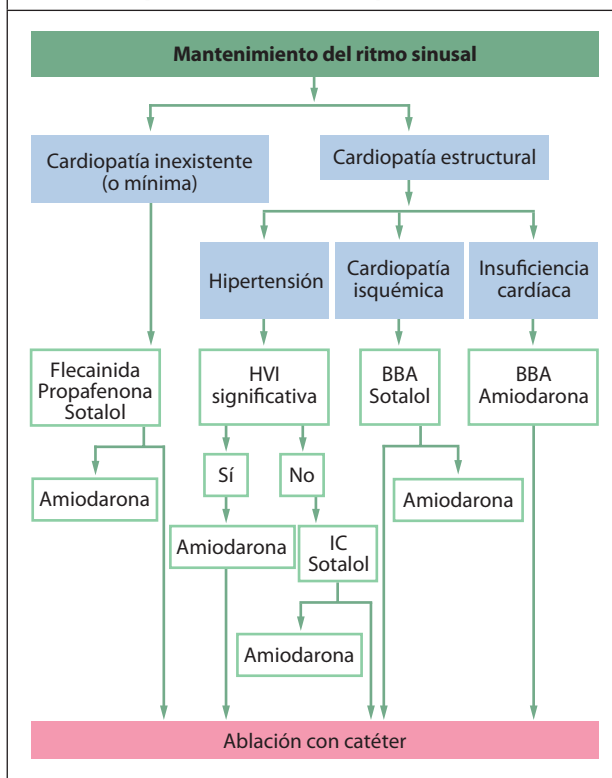 Mantenimiento del ritmo sinusal
Cardiopatía inexistente
(o mínima)
Cardiopatía estructural
Hipertensión
Cardiopatía
isquémica
Insuficiencia
cardíaca
Flecainida
Propafenona
Sotalol
HVI
significativa
BBA
Sotalol
BBA
Amiodarona
Amiodarona
Sí
No
Amiodarona
Amiodarona
IC
Sotalol
Amiodarona
Ablación con catéter